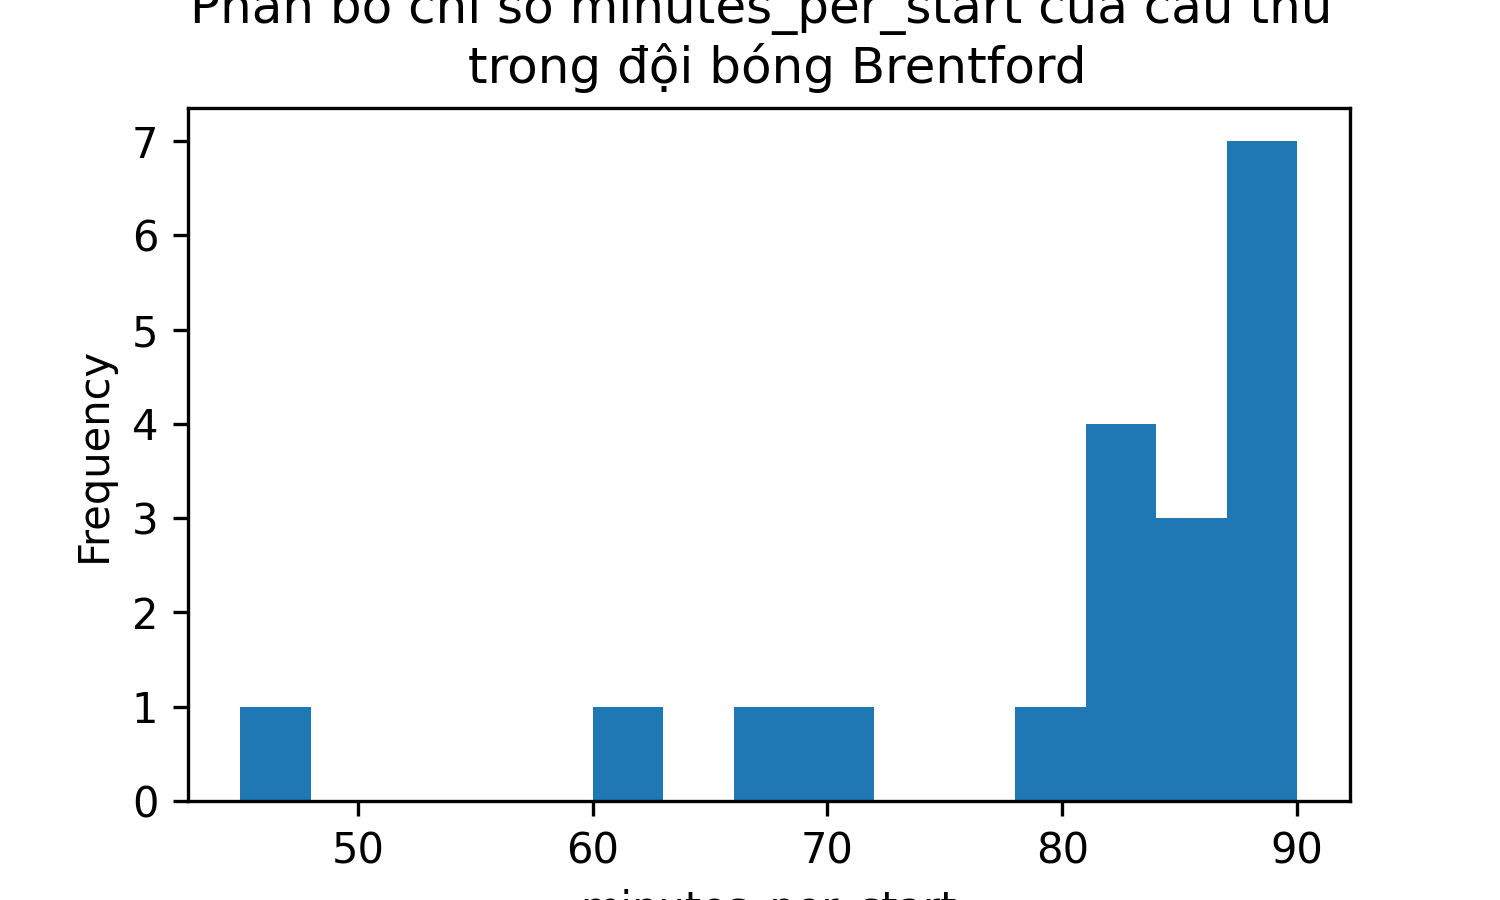 Phân bố chỉ số minutes_per_start của cầu thủ
trong đội bóng Brentford
7
6
5
4
3
2
1
0
Frequency
50 60 70 80 90
minutes_per_start